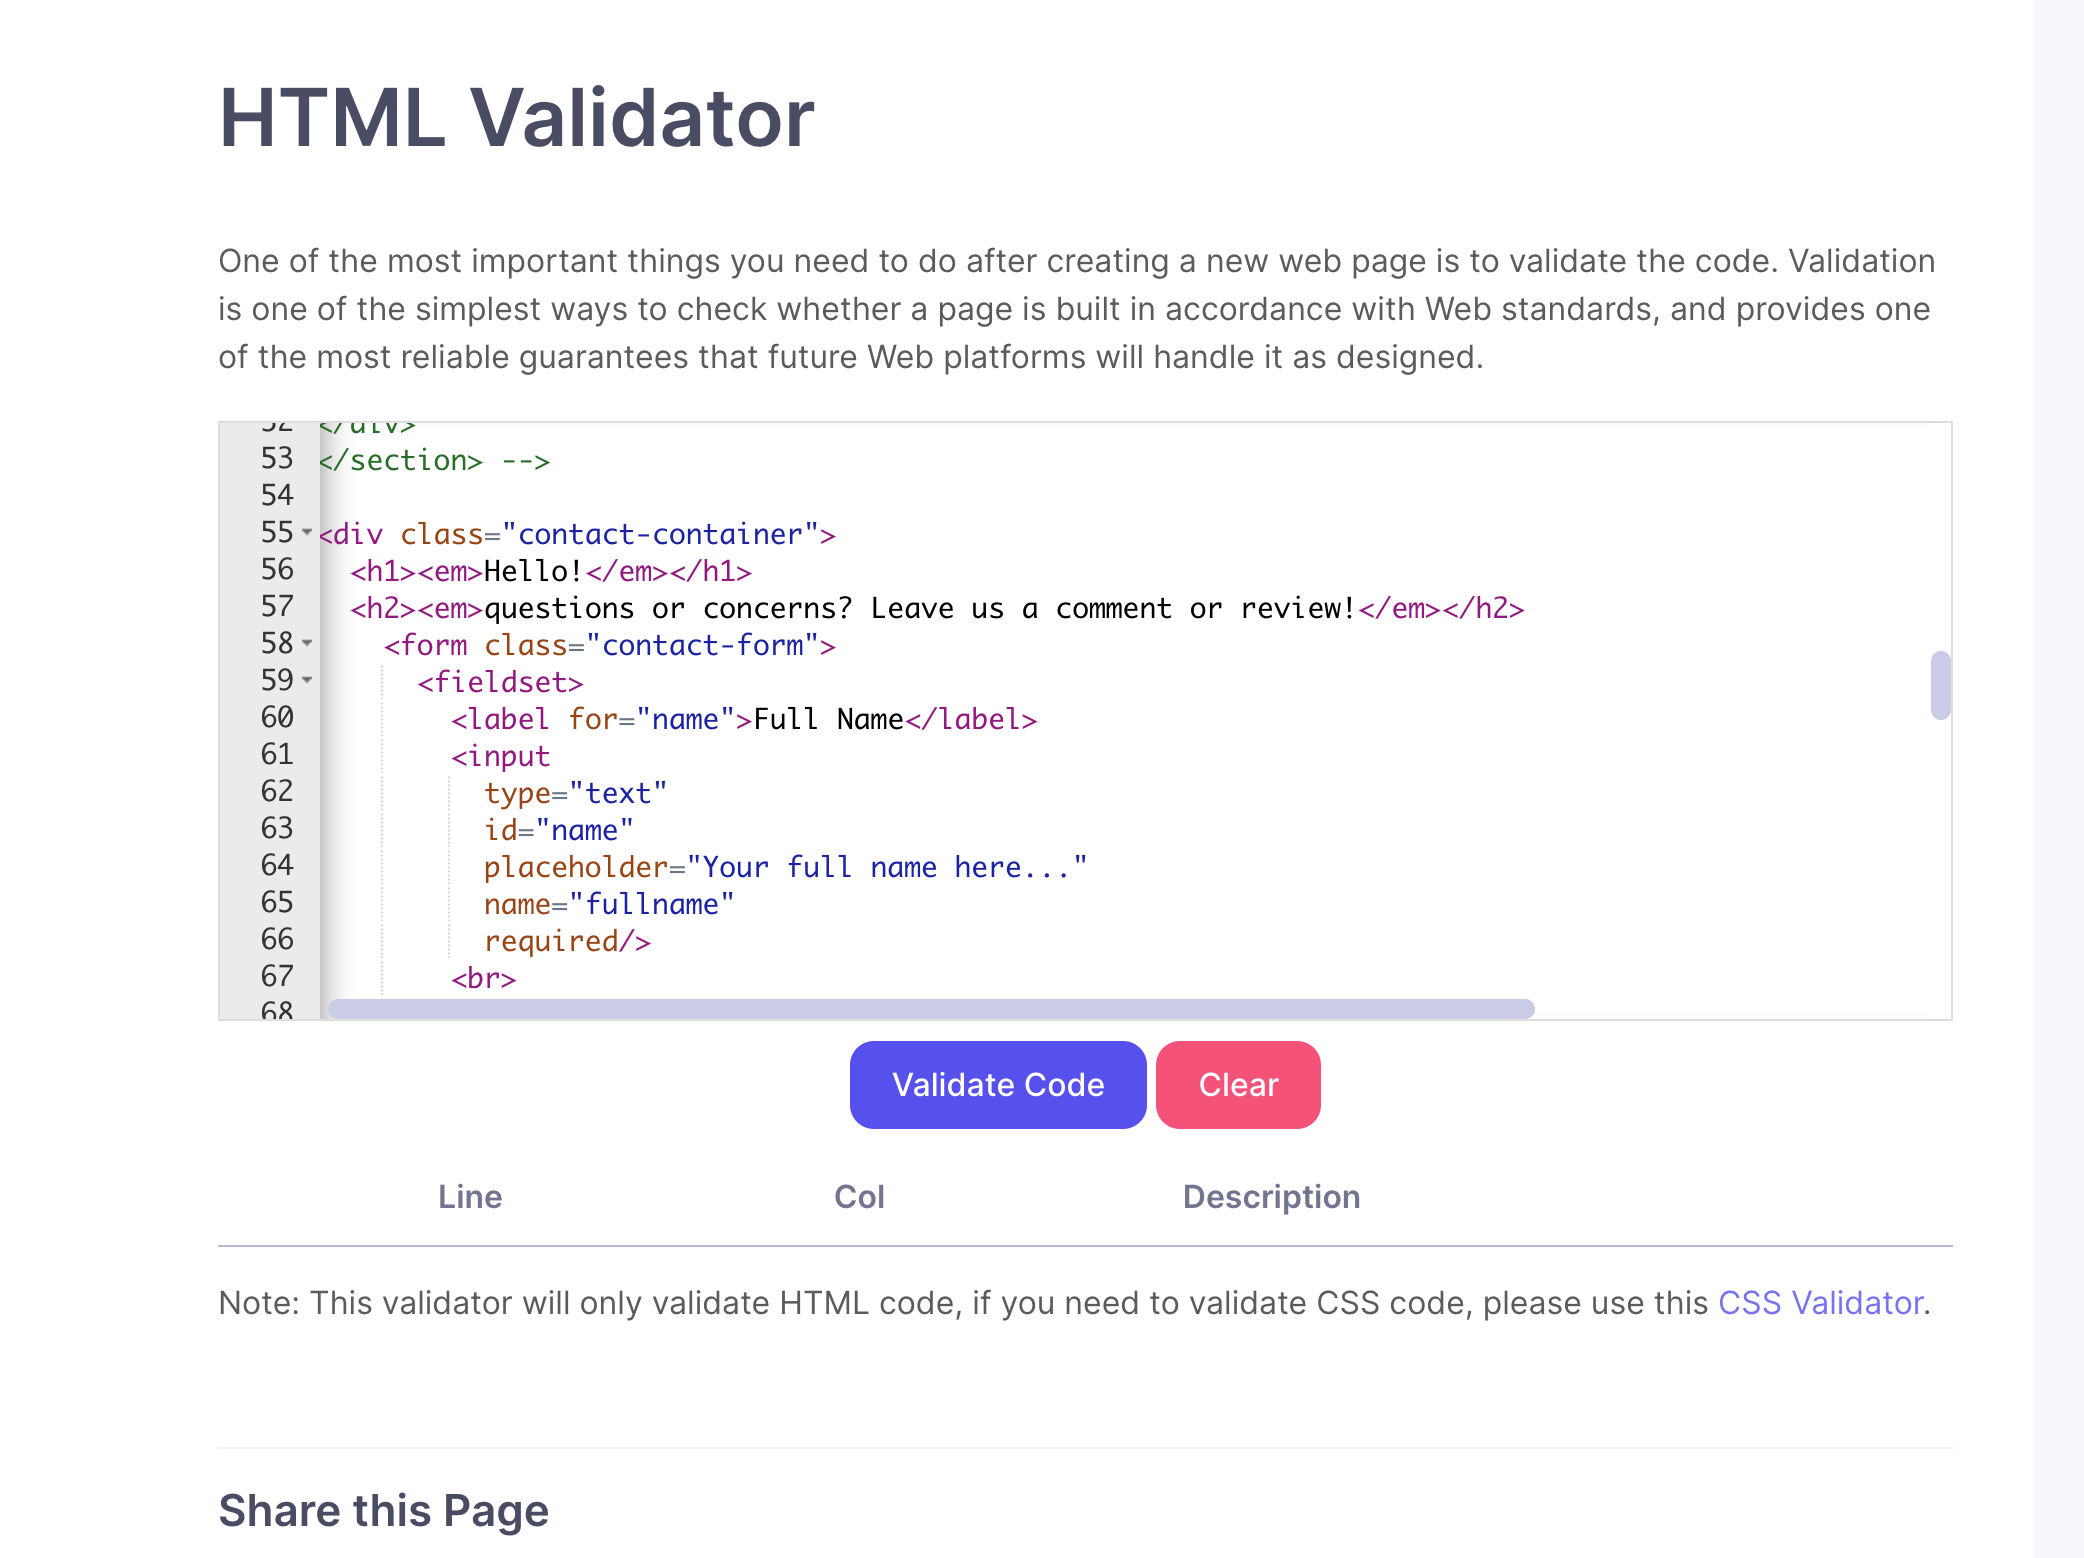 HTML Validator
One of the most important things you need to do after creating a new web page is to validate the code. Validation
is one of the simplest ways to check whether a page is built in accordance with Web standards, and provides one
of the most reliable guarantees that future Web platforms will handle it as designed.
52 </div>
53 </section> -->
54
55 <div class="contact-container">
56 <h1><em>Hello!</em></h1>
57 <h2><em>questions or concerns? Leave us a comment or review!</em></h2>
58 <form class="contact-form">
59 <fieldset>
60 <label for="name">Full Name</label>
61 <input
62 type="text"
63 id="name"
64 placeholder="Your full name here..."
65 name="fullname"
66 required/>
67 <br>
68
Validate Code Clear
Line Col Description
Note: This validator will only validate HTML code, if you need to validate CSS code, please use this CSS Validator.
Share this Page